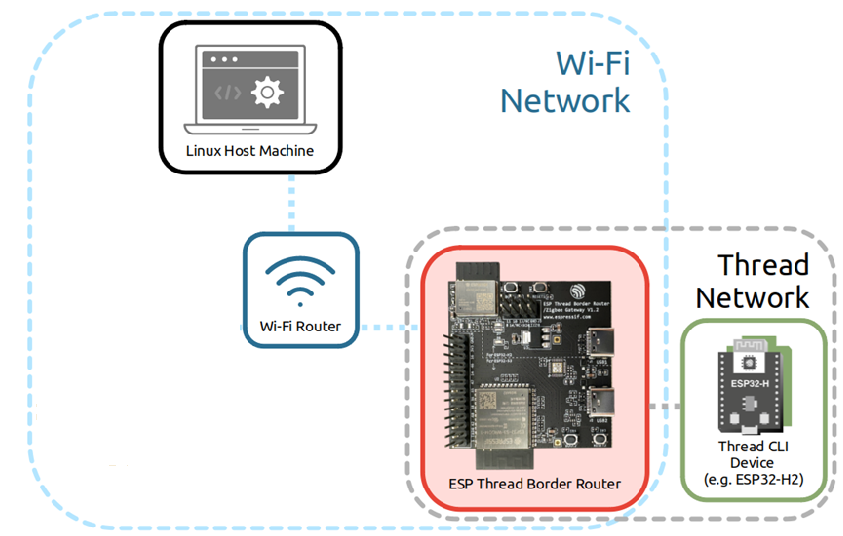 Wi-Fi
Network
Linux Host Machine
Wi-Fi Router
Thread
Network
ESP Thread Border Router
/Zigbee Gateway V1.2
www.espressif.com
ESP Thread Border Router
ESP32-H
Thread CLI
Device
(e.g. ESP32-H2)